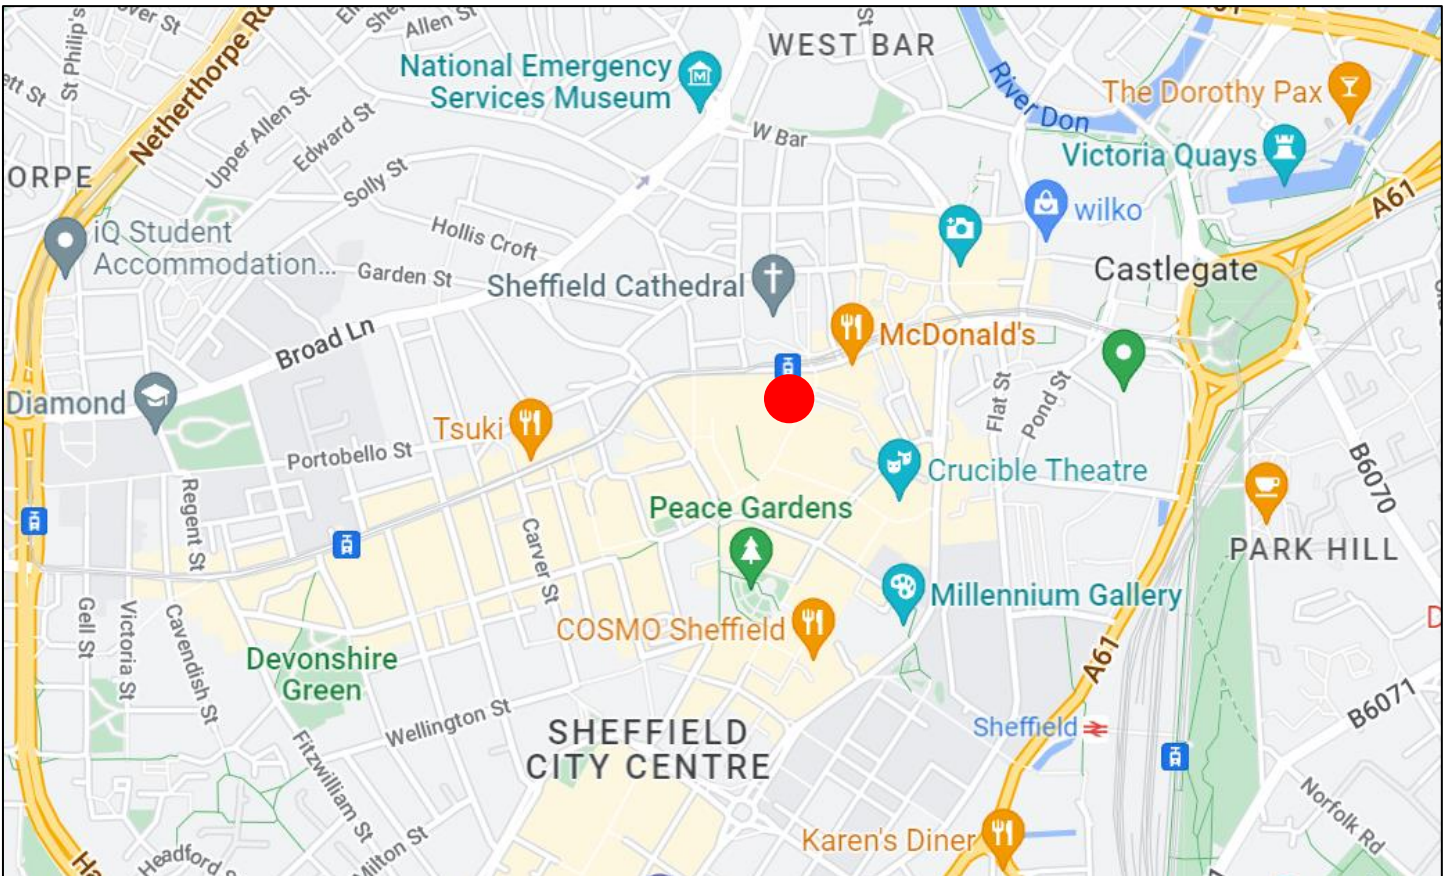 Allen St
WEST BAR
National Emergency
Services Museum
River Don
The Dorothy Pax
St Philip's
Netherthorpe Ro
Upper Allen St
Edward St
W Bar
Victoria Quays
ORPE
Solly St
A61
wilko
iQ Student
Accommodation...
Hollis Croft
Garden St
Sheffield Cathedral
Castlegate
Broad Ln
McDonald's
Diamond
Tsuki
Flat St
Pond St
Portobello St
Crucible Theatre
B6070
Regent St
Peace Gardens
Carver St
PARK HILL
Gell St
Victoria St
Cavendish St
COSMO Sheffield
Millennium Gallery
Devonshire
Green
A61
B6071
Wellington St
SHEFFIELD
CITY CENTRE
Sheffield
Fitzwilliam St
Norfolk Rd
Milton St
Headford S
Karen's Diner
Ha